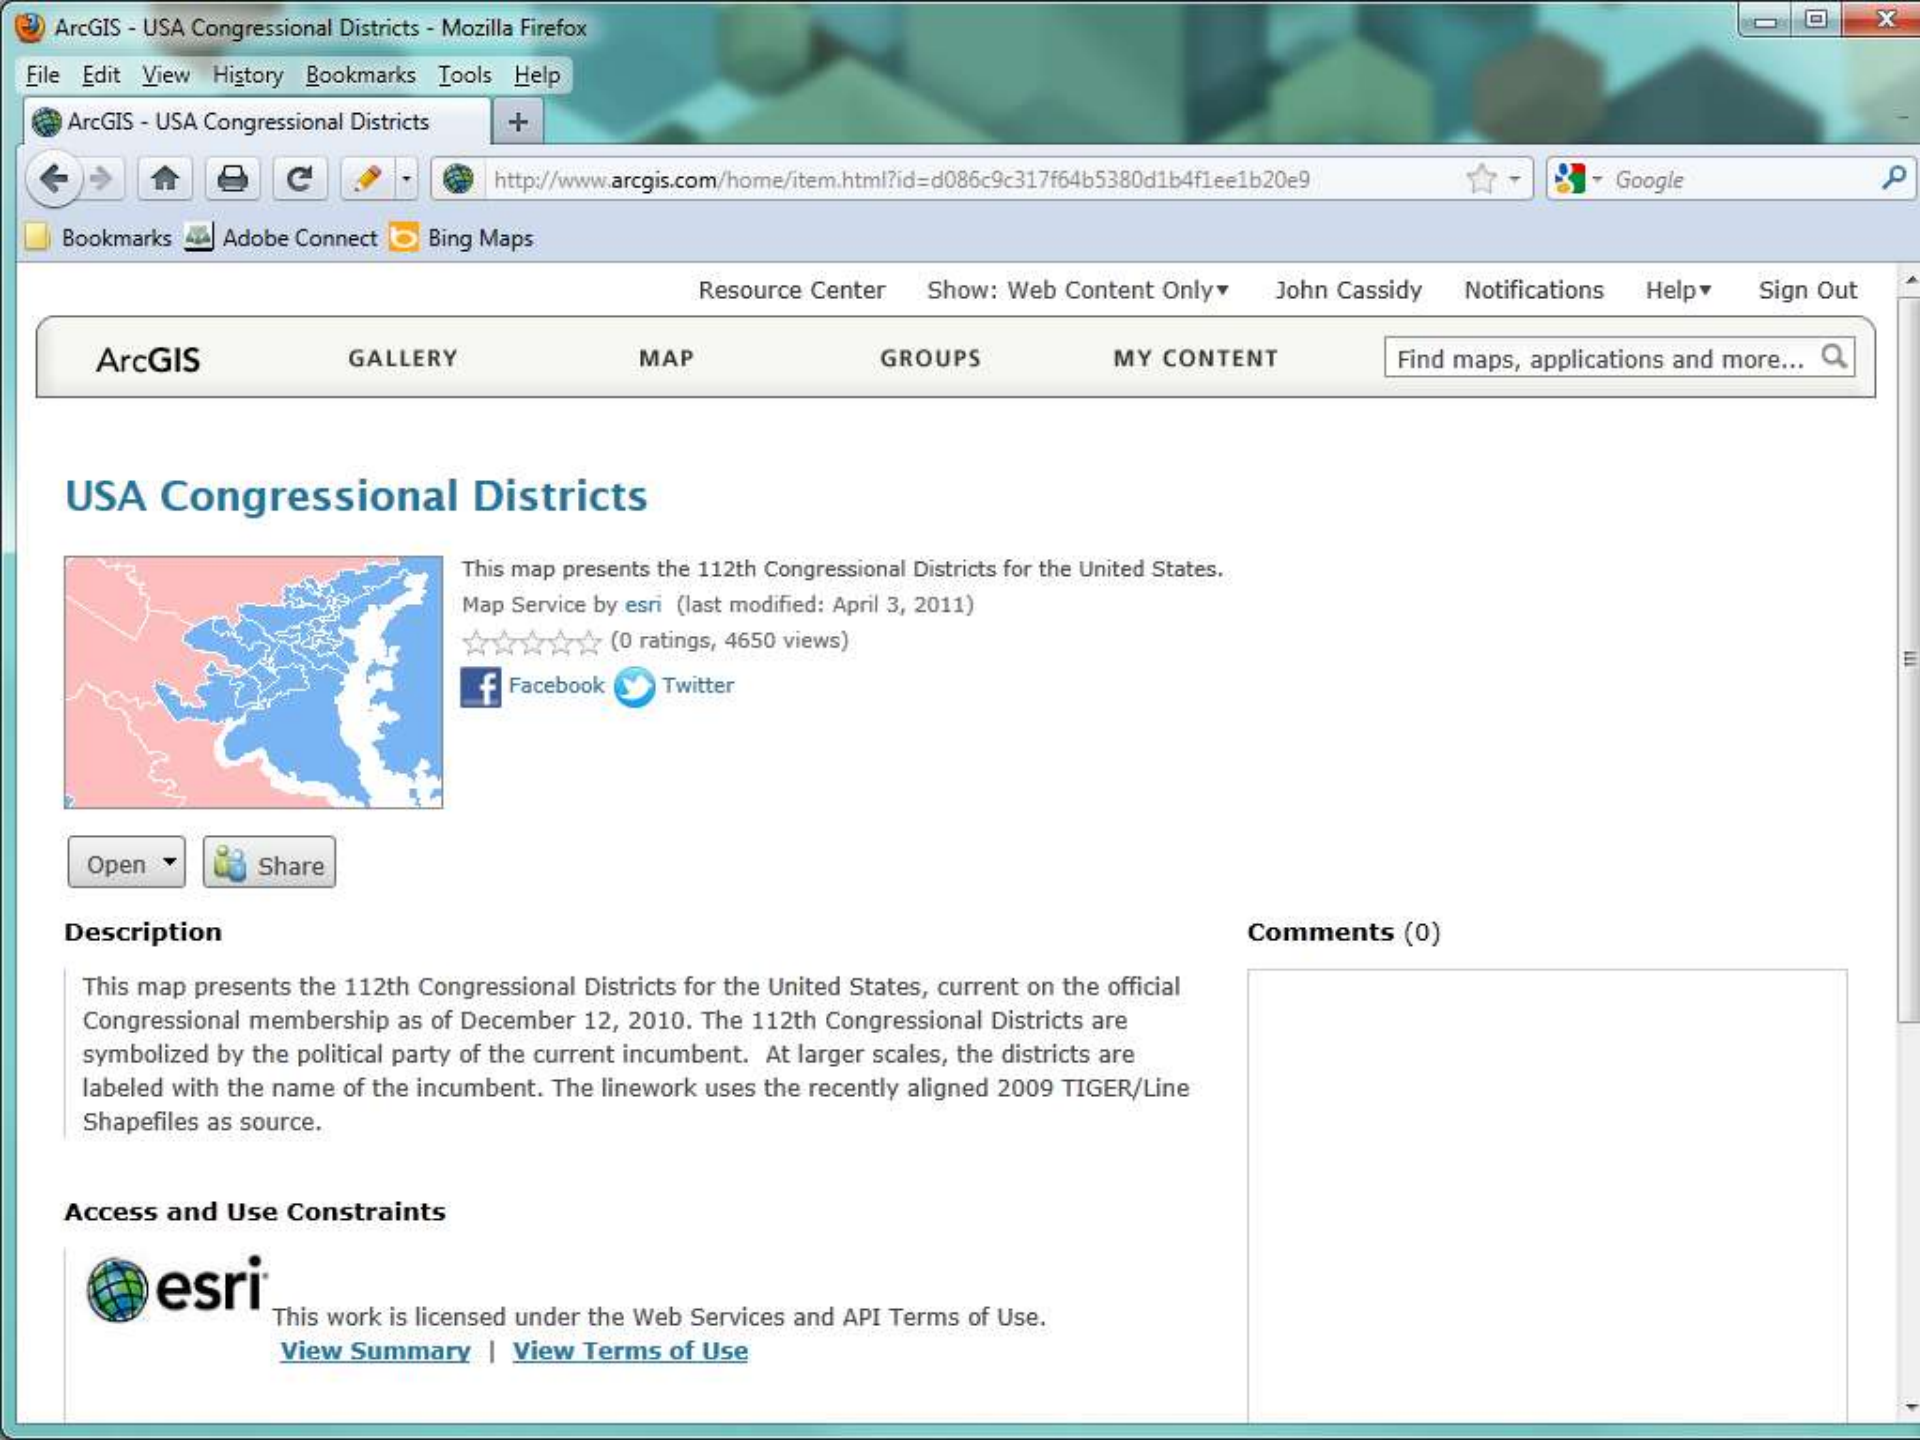 ArcGIS - USA Congressional Districts - Mozilla Firefox
File Edit View History Bookmarks Tools Help
ArcGIS - USA Congressional Districts +
http://www.arcgis.com/home/item.html?id=d086c9c317f64b5380d1b4f1ee1b20e9 Google
Bookmarks Adobe Connect Bing Maps
Resource Center Show: Web Content Only▾ John Cassidy Notifications Help▾ Sign Out
ArcGIS GALLERY MAP GROUPS MY CONTENT Find maps, applications and more...
USA Congressional Districts
This map presents the 112th Congressional Districts for the United States.
Map Service by esri (last modified: April 3, 2011)
(0 ratings, 4650 views)
Facebook Twitter
Open Share
Description
This map presents the 112th Congressional Districts for the United States, current on the official
Congressional membership as of December 12, 2010. The 112th Congressional Districts are
symbolized by the political party of the current incumbent. At larger scales, the districts are
labeled with the name of the incumbent. The linework uses the recently aligned 2009 TIGER/Line
Shapefiles as source.
Comments (0)
Access and Use Constraints
esri
This work is licensed under the Web Services and API Terms of Use.
View Summary | View Terms of Use